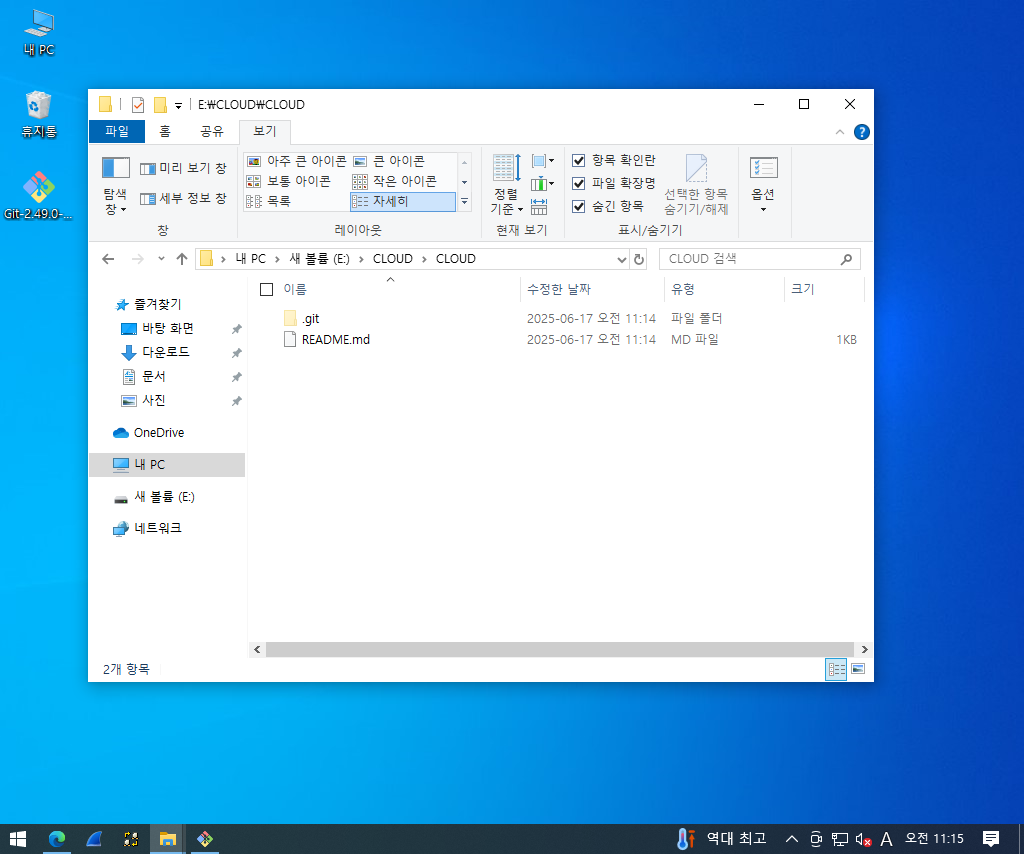 내 PC
휴지통
Git-2.49.0-...
E:₩CLOUD₩CLOUD
파일 홈 공유 보기
탐색 창
미리 보기 창
세부 정보 창
창
아주 큰 아이콘 큰 아이콘
보통 아이콘 작은 아이콘
목록 자세히
레이아웃
정렬 기준
현재 보기
항목 확인란
파일 확장명
숨긴 항목
선택한 항목
숨기기/해제
표시/숨기기
옵션
내 PC 새 볼륨 (E:) CLOUD CLOUD
CLOUD 검색
즐겨찾기
바탕 화면
다운로드
문서
사진
OneDrive
내 PC
새 볼륨 (E:)
네트워크
이름 수정한 날짜 유형 크기
.git 2025-06-17 오전 11:14 파일 폴더
README.md 2025-06-17 오전 11:14 MD 파일 1KB
2개 항목
역대 최고 A 오전 11:15